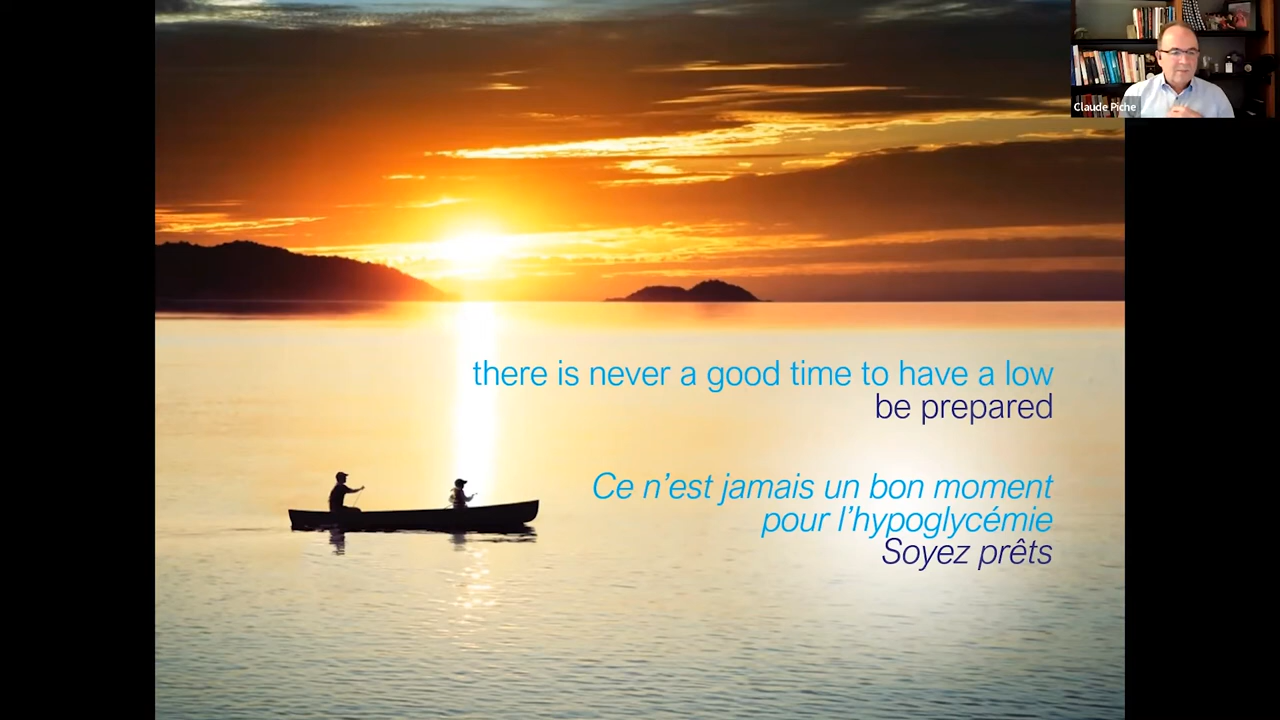 Claude Piche
there is never a good time to have a low
be prepared
Ce n’est jamais un bon moment
pour l’hypoglycémie
Soyez prêts